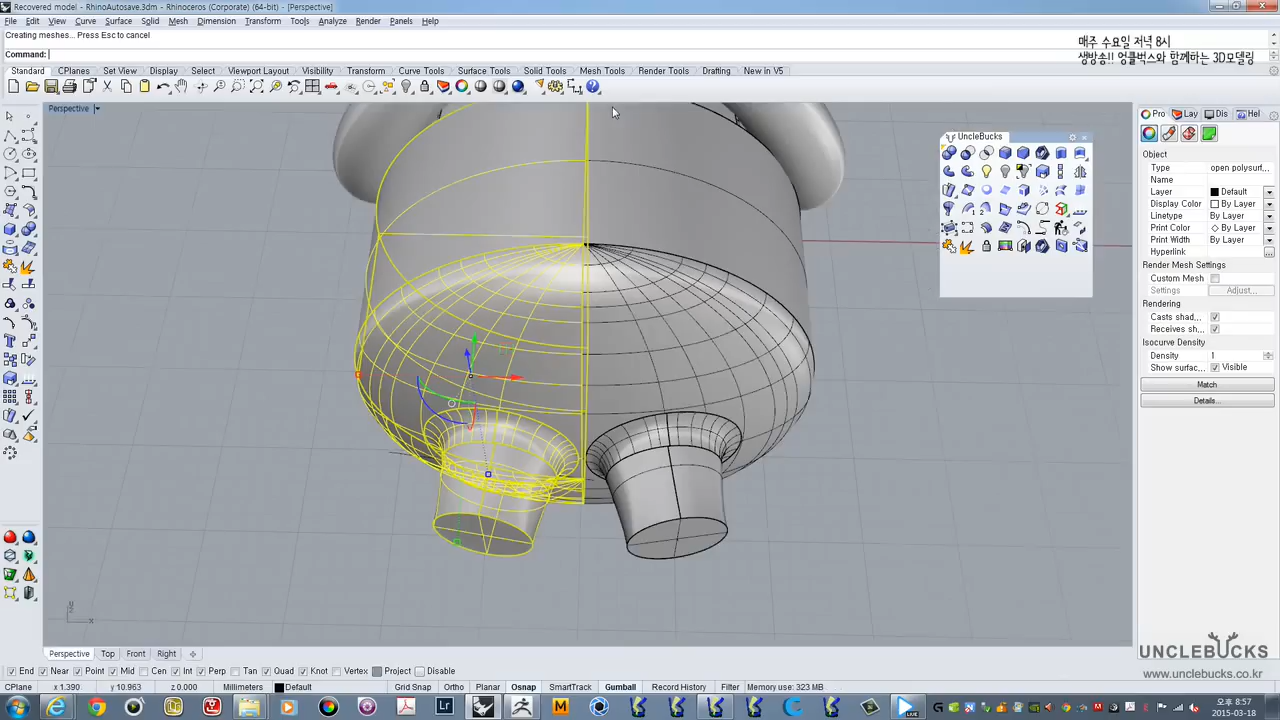 Recovered model - RhinoAutosave.3dm - Rhinoceros (Corporate) (64-bit) - [Perspective]
File Edit View Curve Surface Solid Mesh Dimension Transform Tools Analyze Render Panels Help
Creating meshes... Press Esc to cancel
매주 수요일 저녁 8시
Command:
생방송!! 엉클벅스와 함께하는 3D모델링
Standard CPlanes Set View Display Select Viewport Layout Visibility Transform Curve Tools Surface Tools Solid Tools Mesh Tools Render Tools Drafting New in V5
Perspective
Pro Lay Dis Hel
UncleBucks
Object
Type open polysurf...
Name
Layer Default
Display Color By Layer
Linetype By Layer
Print Color By Layer
Print Width By Layer
Hyperlink ...
Render Mesh Settings
Custom Mesh
Settings Adjust...
Rendering
Casts shad...
Receives sh...
Isocurve Density
Density 1
Show surfac... Visible
Match
Details...
z
x
Perspective Top Front Right
UNCLEBUCKS
End Near Point Mid Cen Int Perp Tan Quad Knot Vertex Project Disable
www.unclebucks.co.kr
CPlane x 1.390 y 10.963 z 0.000 Millimeters Default Grid Snap Ortho Planar Osnap SmartTrack Gumball Record History Filter Memory use: 323 MB
오후 8:57
2015-03-18